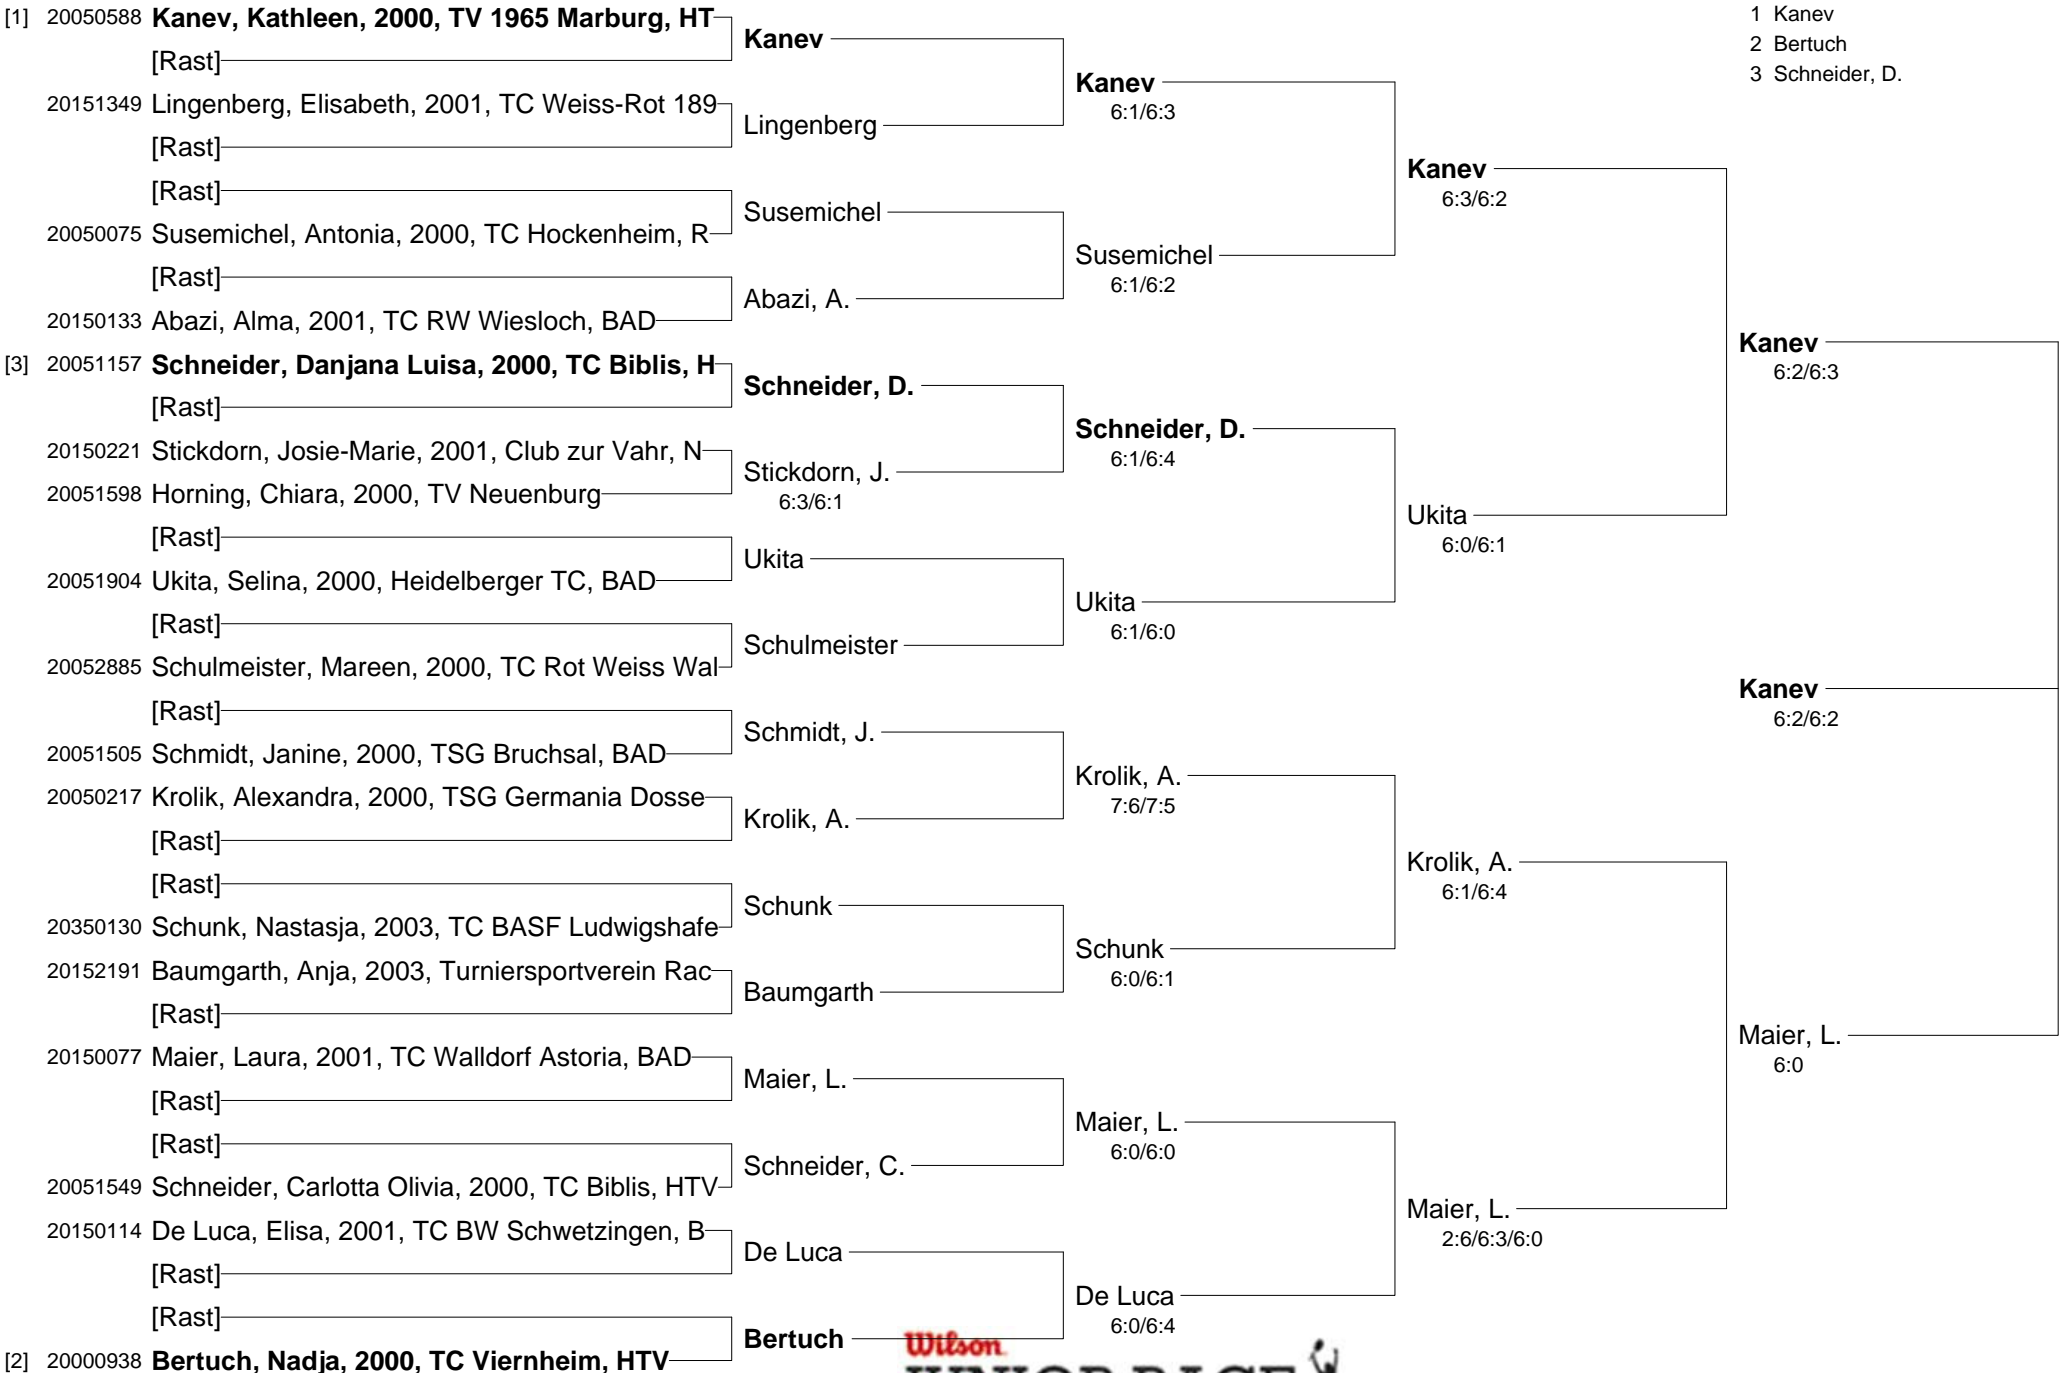 [1] 20050588 Kanev, Kathleen, 2000, TV 1965 Marburg, HT
[Rast]
20151349 Lingenberg, Elisabeth, 2001, TC Weiss-Rot 189
[Rast]
[Rast]
20050075 Susemichel, Antonia, 2000, TC Hockenheim, R
[Rast]
20150133 Abazi, Alma, 2001, TC RW Wiesloch, BAD
[3] 20051157 Schneider, Danjana Luisa, 2000, TC Biblis, H
[Rast]
20150221 Stickdorn, Josie-Marie, 2001, Club zur Vahr, N
20051598 Horning, Chiara, 2000, TV Neuenburg
[Rast]
20051904 Ukita, Selina, 2000, Heidelberger TC, BAD
[Rast]
20052885 Schulmeister, Mareen, 2000, TC Rot Weiss Wal
[Rast]
20051505 Schmidt, Janine, 2000, TSG Bruchsal, BAD
20050217 Krolik, Alexandra, 2000, TSG Germania Dosse
[Rast]
[Rast]
20350130 Schunk, Nastasja, 2003, TC BASF Ludwigshafe
20152191 Baumgarth, Anja, 2003, Turniersportverein Rac
[Rast]
20150077 Maier, Laura, 2001, TC Walldorf Astoria, BAD
[Rast]
[Rast]
20051549 Schneider, Carlotta Olivia, 2000, TC Biblis, HTV
20150114 De Luca, Elisa, 2001, TC BW Schwetzingen, B
[Rast]
[Rast]
[2] 20000938 Bertuch, Nadja, 2000, TC Viernheim, HTV
Kanev
Lingenberg
Susemichel
Abazi, A.
Schneider, D.
Stickdorn, J.
6:3/6:1
Ukita
Schulmeister
Schmidt, J.
Krolik, A.
Schunk
Baumgarth
Maier, L.
Schneider, C.
De Luca
Bertuch
Kanev
6:1/6:3
Susemichel
6:1/6:2
Schneider, D.
6:1/6:4
Ukita
6:1/6:0
Krolik, A.
7:6/7:5
Schunk
6:0/6:1
Maier, L.
6:0/6:0
De Luca
6:0/6:4
Kanev
6:3/6:2
Ukita
6:0/6:1
Krolik, A.
6:1/6:4
Maier, L.
2:6/6:3/6:0
1 Kanev
2 Bertuch
3 Schneider, D.
Kanev
6:2/6:3
Kanev
6:2/6:2
Maier, L.
6:0
Wilson
JUNIOR RACE